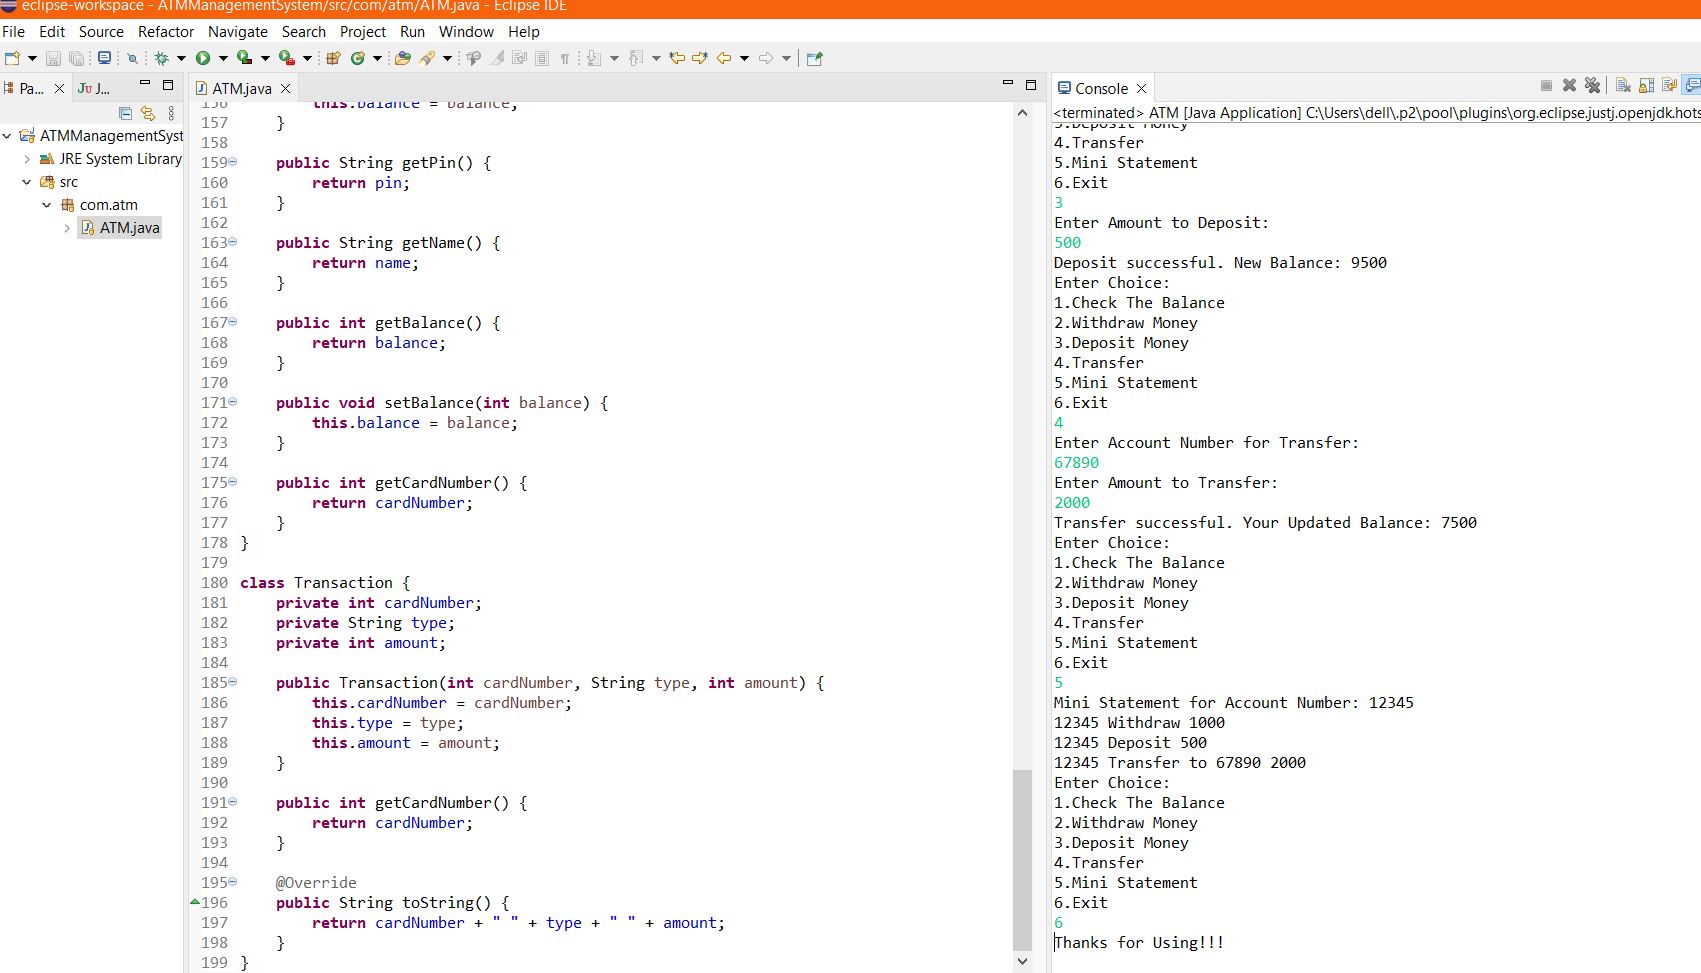 eclipse-workspace - ATMManagementSystem/src/com/atm/ATM.java - Eclipse IDE
File Edit Source Refactor Navigate Search Project Run Window Help
Pa...
Ju J...
ATMManagementSyst
JRE System Library
src
com.atm
ATM.java
ATM.java
156         this.balance = balance;
157     }
158
159     public String getPin() {
160         return pin;
161     }
162
163     public String getName() {
164         return name;
165     }
166
167     public int getBalance() {
168         return balance;
169     }
170
171     public void setBalance(int balance) {
172         this.balance = balance;
173     }
174
175     public int getCardNumber() {
176         return cardNumber;
177     }
178 }
179
180 class Transaction {
181     private int cardNumber;
182     private String type;
183     private int amount;
184
185     public Transaction(int cardNumber, String type, int amount) {
186         this.cardNumber = cardNumber;
187         this.type = type;
188         this.amount = amount;
189     }
190
191     public int getCardNumber() {
192         return cardNumber;
193     }
194
195     @Override
196     public String toString() {
197         return cardNumber + " " + type + " " + amount;
198     }
199 }
Console
<terminated> ATM [Java Application] C:\Users\dell\.p2\pool\plugins\org.eclipse.justj.openjdk.hots
3.Deposit Money
4.Transfer
5.Mini Statement
6.Exit
3
Enter Amount to Deposit:
500
Deposit successful. New Balance: 9500
Enter Choice:
1.Check The Balance
2.Withdraw Money
3.Deposit Money
4.Transfer
5.Mini Statement
6.Exit
4
Enter Account Number for Transfer:
67890
Enter Amount to Transfer:
2000
Transfer successful. Your Updated Balance: 7500
Enter Choice:
1.Check The Balance
2.Withdraw Money
3.Deposit Money
4.Transfer
5.Mini Statement
6.Exit
5
Mini Statement for Account Number: 12345
12345 Withdraw 1000
12345 Deposit 500
12345 Transfer to 67890 2000
Enter Choice:
1.Check The Balance
2.Withdraw Money
3.Deposit Money
4.Transfer
5.Mini Statement
6.Exit
6
Thanks for Using!!!